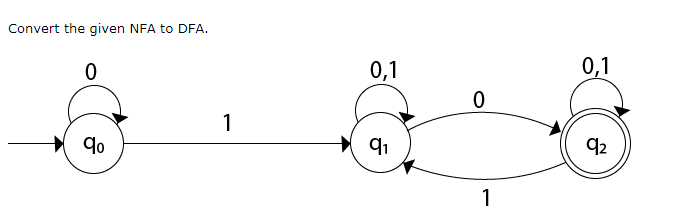 Convert the given NFA to DFA.
0
0,1
0,1
0
1
q0
q1
q2
1